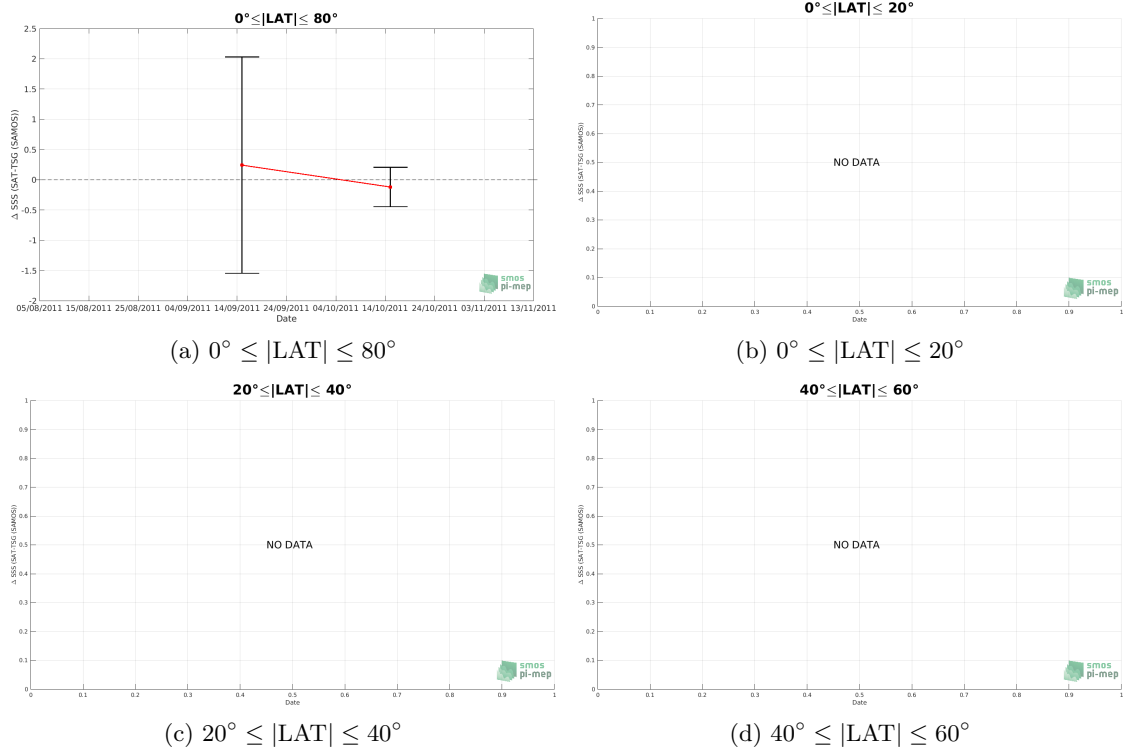 0°≤|LAT|≤ 80°
2.5
2
1.5
1
0.5
0
-0.5
-1
-1.5
-2
Δ SSS (SAT-TSG (SAMOS))
05/08/2011 15/08/2011 25/08/2011 04/09/2011 14/09/2011 24/09/2011 04/10/2011 14/10/2011 24/10/2011 03/11/2011 13/11/2011
Date
smos
pi-mep
(a) 0° ≤ |LAT| ≤ 80°
0°≤|LAT|≤ 20°
1
0.9
0.8
0.7
0.6
0.5
0.4
0.3
0.2
0.1
0
Δ SSS (SAT-TSG (SAMOS))
NO DATA
0 0.1 0.2 0.3 0.4 0.5 0.6 0.7 0.8 0.9 1
Date
smos
pi-mep
(b) 0° ≤ |LAT| ≤ 20°
20°≤|LAT|≤ 40°
1
0.9
0.8
0.7
0.6
0.5
0.4
0.3
0.2
0.1
0
Δ SSS (SAT-TSG (SAMOS))
NO DATA
0 0.1 0.2 0.3 0.4 0.5 0.6 0.7 0.8 0.9 1
Date
smos
pi-mep
(c) 20° ≤ |LAT| ≤ 40°
40°≤|LAT|≤ 60°
1
0.9
0.8
0.7
0.6
0.5
0.4
0.3
0.2
0.1
0
Δ SSS (SAT-TSG (SAMOS))
NO DATA
0 0.1 0.2 0.3 0.4 0.5 0.6 0.7 0.8 0.9 1
Date
smos
pi-mep
(d) 40° ≤ |LAT| ≤ 60°